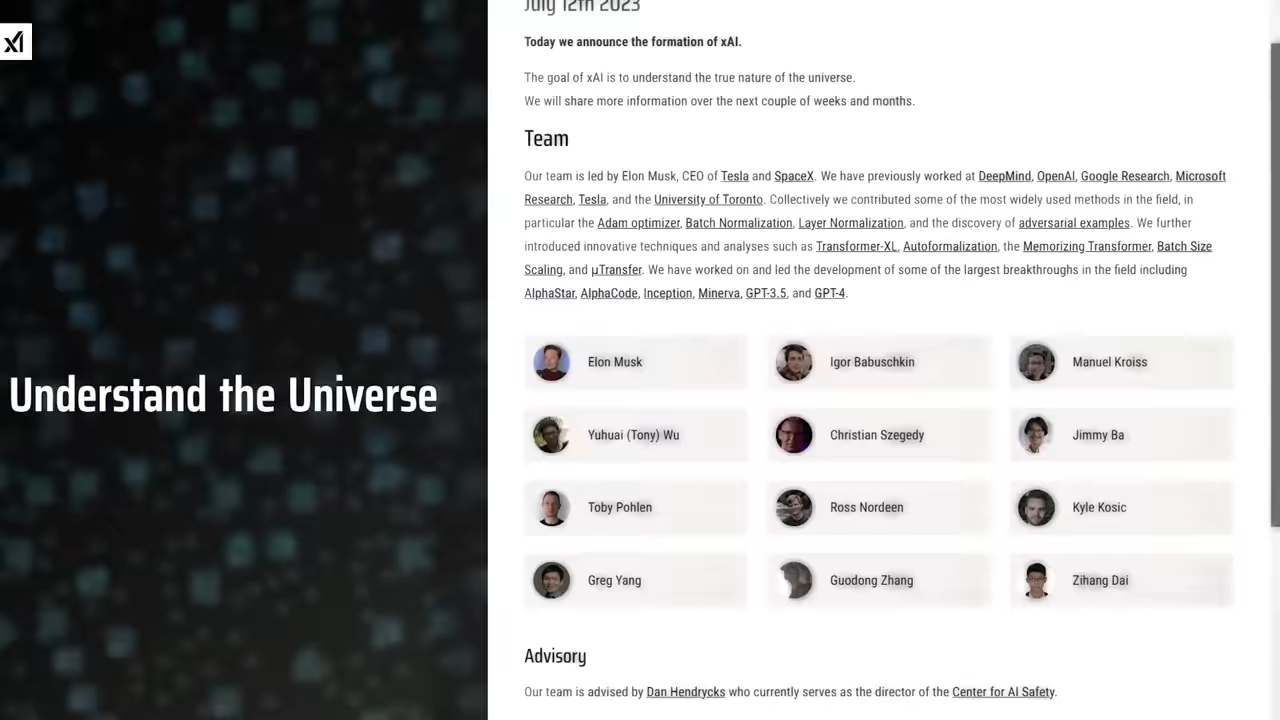 xI
Understand the Universe
July 12th 2023
Today we announce the formation of xAI.
The goal of xAI is to understand the true nature of the universe.
We will share more information over the next couple of weeks and months.
Team
Our team is led by Elon Musk, CEO of Tesla and SpaceX. We have previously worked at DeepMind, OpenAI, Google Research, Microsoft
Research, Tesla, and the University of Toronto. Collectively we contributed some of the most widely used methods in the field, in
particular the Adam optimizer, Batch Normalization, Layer Normalization, and the discovery of adversarial examples. We further
introduced innovative techniques and analyses such as Transformer-XL, Autoformalization, the Memorizing Transformer, Batch Size
Scaling, and μTransfer. We have worked on and led the development of some of the largest breakthroughs in the field including
AlphaStar, AlphaCode, Inception, Minerva, GPT-3.5, and GPT-4.
Elon Musk
Igor Babuschkin
Manuel Kroiss
Yuhuai (Tony) Wu
Christian Szegedy
Jimmy Ba
Toby Pohlen
Ross Nordeen
Kyle Kosic
Greg Yang
Guodong Zhang
Zihang Dai
Advisory
Our team is advised by Dan Hendrycks who currently serves as the director of the Center for AI Safety.